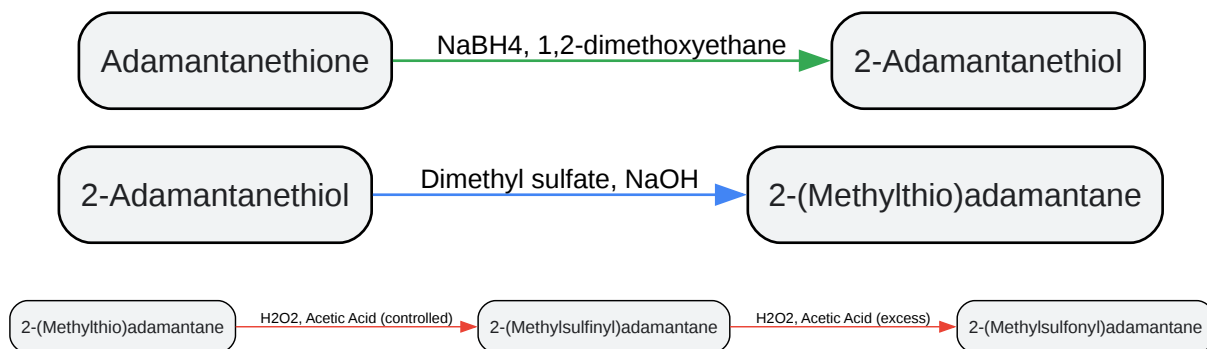 Adamantanethione
NaBH4, 1,2-dimethoxyethane
2-Adamantanethiol
2-Adamantanethiol
Dimethyl sulfate, NaOH
2-(Methylthio)adamantane
2-(Methylthio)adamantane
H2O2, Acetic Acid (controlled)
2-(Methylsulfinyl)adamantane
H2O2, Acetic Acid (excess)
2-(Methylsulfonyl)adamantane